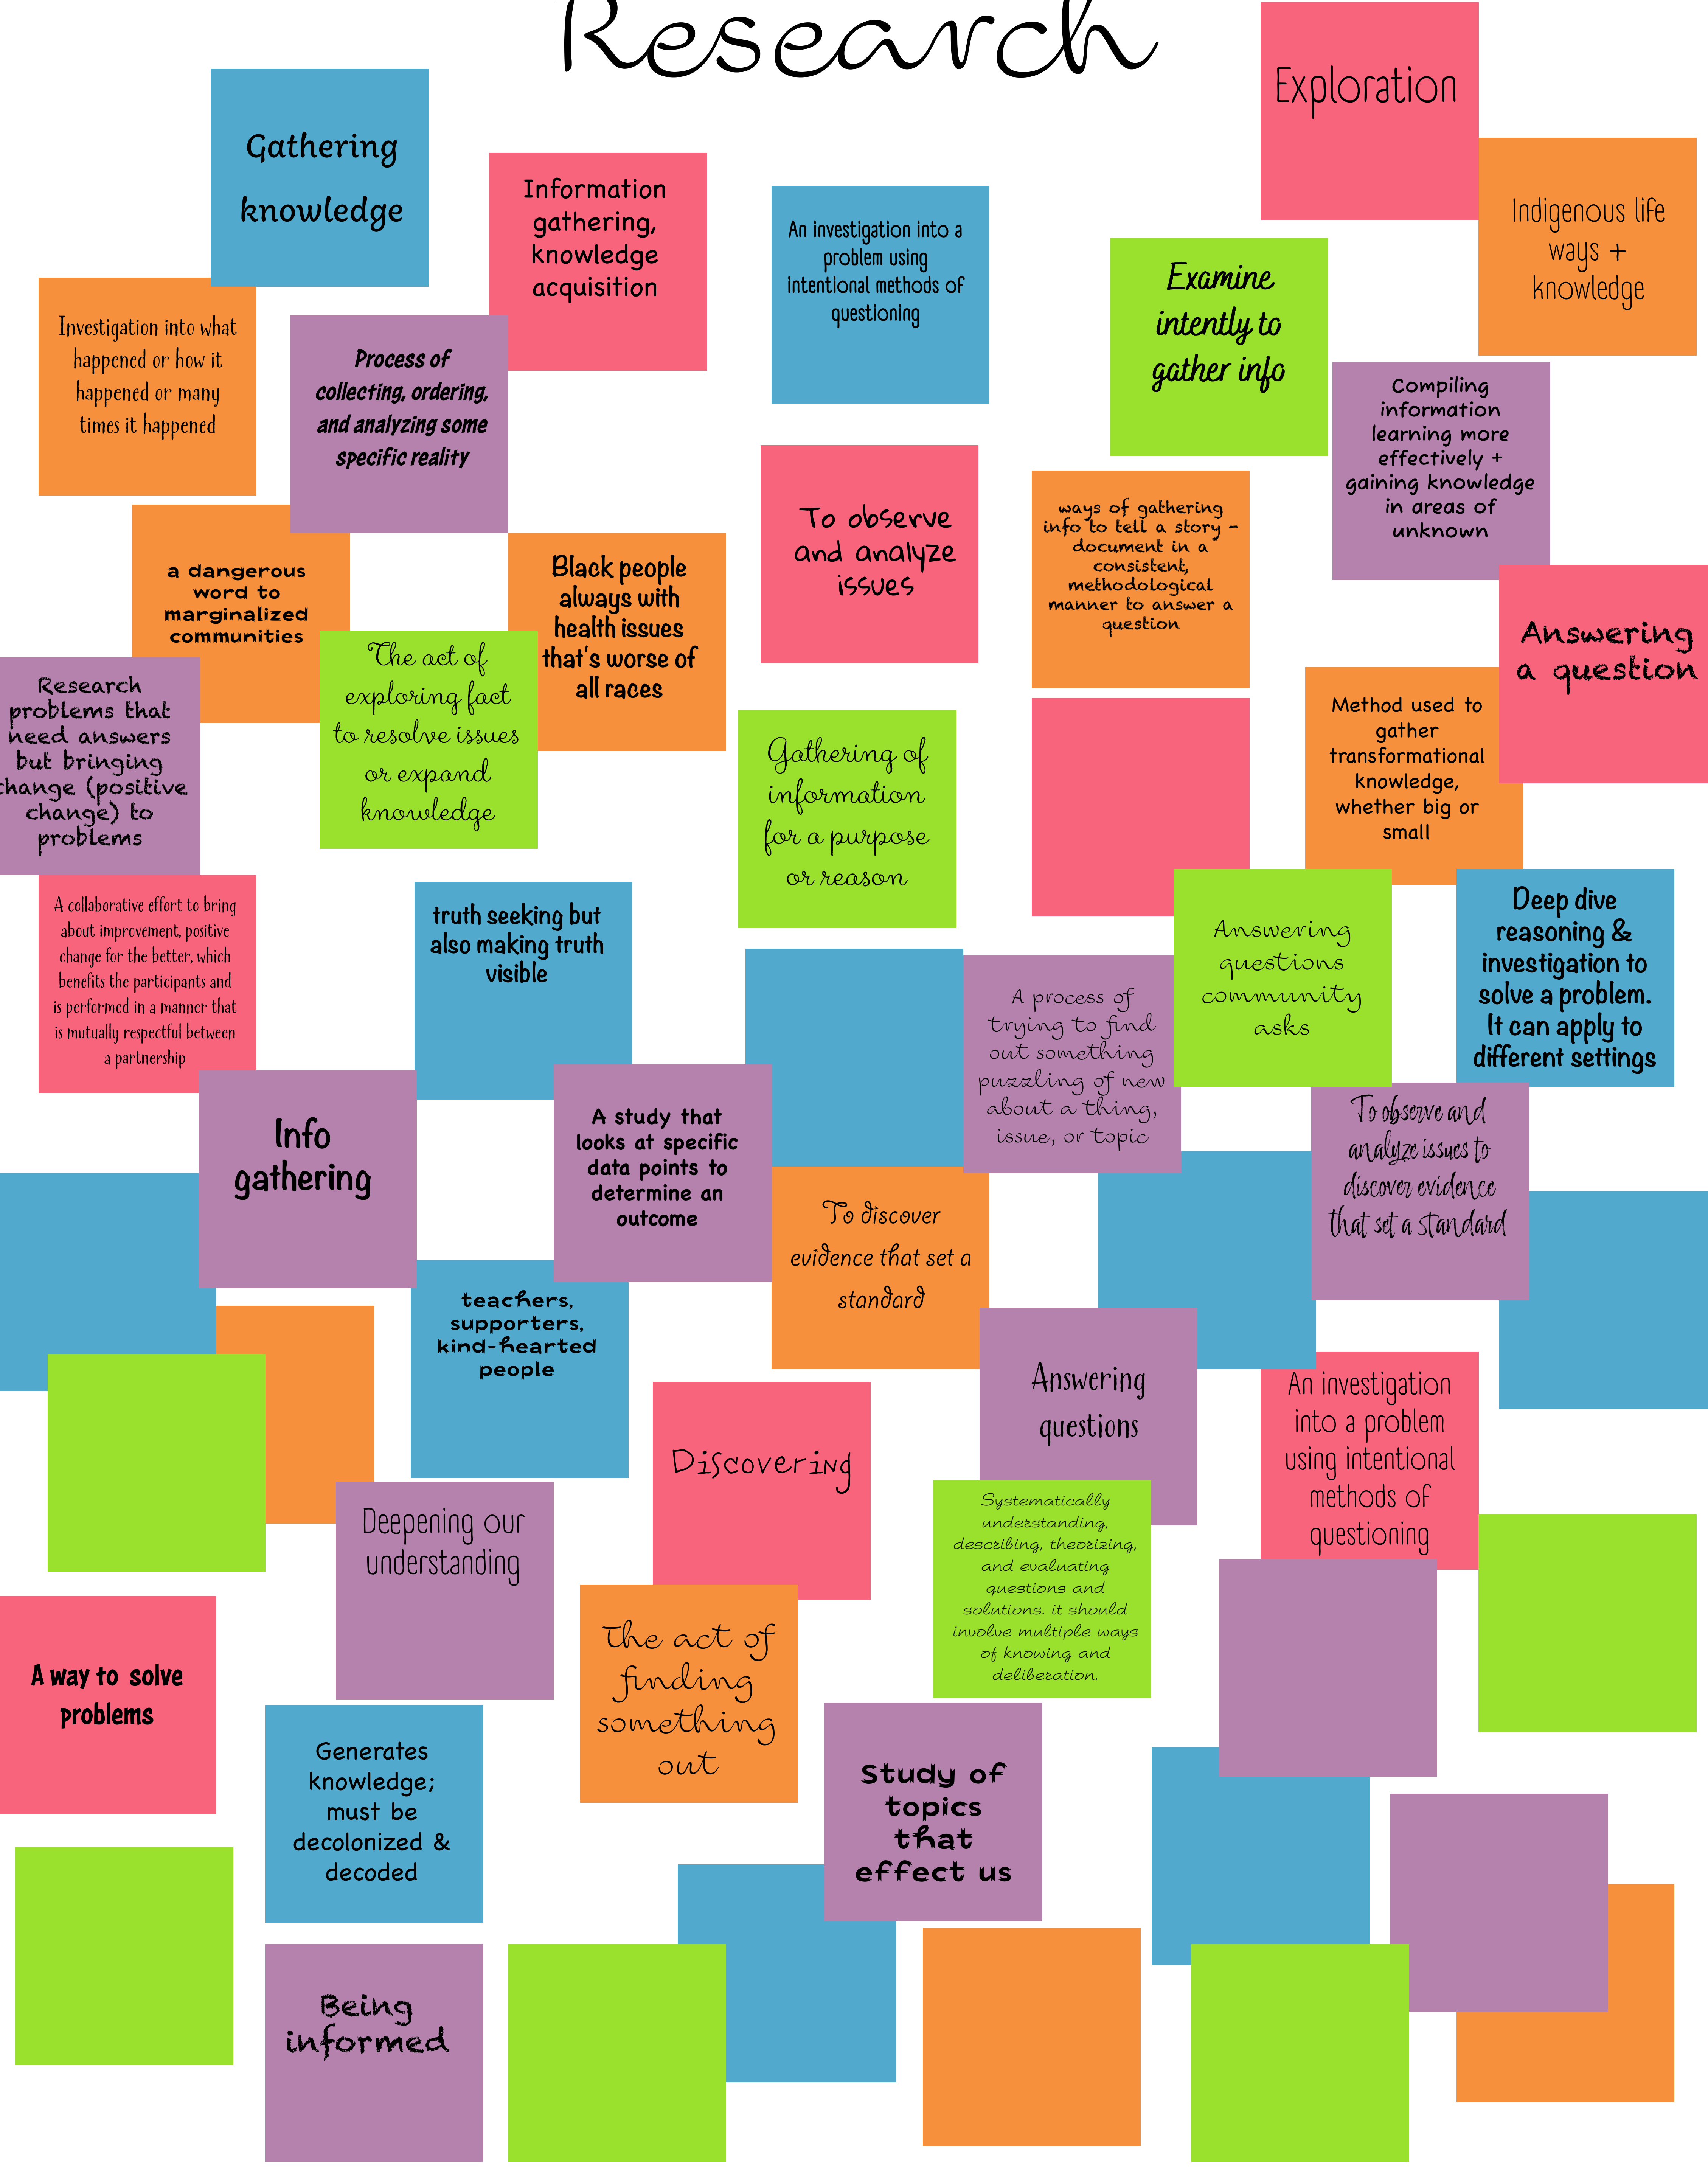 Research
Exploration
Gathering
knowledge
Information
gathering,
knowledge
acquisition
An investigation into a
problem using
intentional methods of
questioning
Indigenous life
ways +
knowledge
Examine
intently to
gather info
Investigation into what
happened or how it
happened or many
times it happened
Process of
collecting, ordering,
and analyzing some
specific reality
Compiling
information
learning more
effectively +
gaining knowledge
in areas of
unknown
To observe
and analyze
issues
ways of gathering
info to tell a story -
document in a
consistent,
methodological
manner to answer a
question
a dangerous
word to
marginalized
communities
Black people
always with
health issues
that's worse of
all races
Answering
a question
The act of
exploring fact
to resolve issues
or expand
knowledge
Research
problems that
need answers
but bringing
change (positive
change) to
problems
Method used to
gather
transformational
knowledge,
whether big or
small
Gathering of
information
for a purpose
or reason
A collaborative effort to bring
about improvement, positive
change for the better, which
benefits the participants and
is performed in a manner that
is mutually respectful between
a partnership
truth seeking but
also making truth
visible
Answering
questions
community
asks
Deep dive
reasoning &
investigation to
solve a problem.
It can apply to
different settings
A process of
trying to find
out something
puzzling of new
about a thing,
issue, or topic
Info
gathering
A study that
looks at specific
data points to
determine an
outcome
To observe and
analyze issues to
discover evidence
that set a standard
To discover
evidence that set a
standard
teachers,
supporters,
kind-hearted
people
Answering
questions
An investigation
into a problem
using intentional
methods of
questioning
Discovering
Deepening our
understanding
Systematically
understanding,
describing, theorizing,
and evaluating
questions and
solutions. it should
involve multiple ways
of knowing and
deliberation.
The act of
finding
something
out
A way to solve
problems
Generates
knowledge;
must be
decolonized &
decoded
Study of
topics
that
effect us
Being
informed